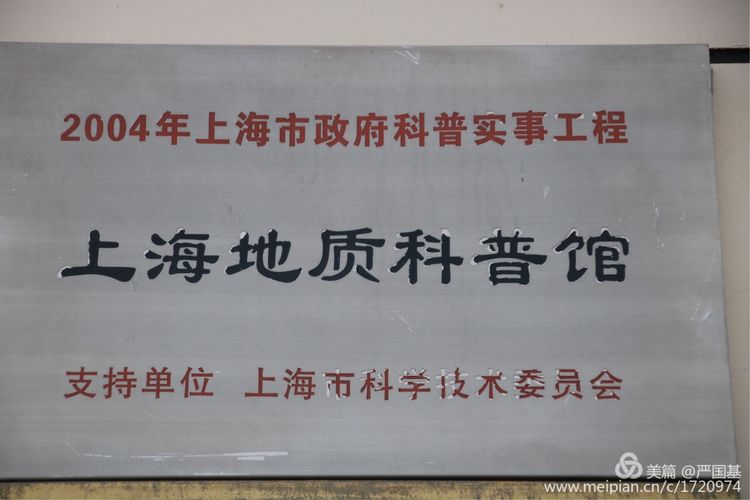 2004年上海市政府科普实事工程
上海地质科普馆
支持单位 上海市科学技术委员会
美篇 @严国基
www.meipian.cn/c/1720974